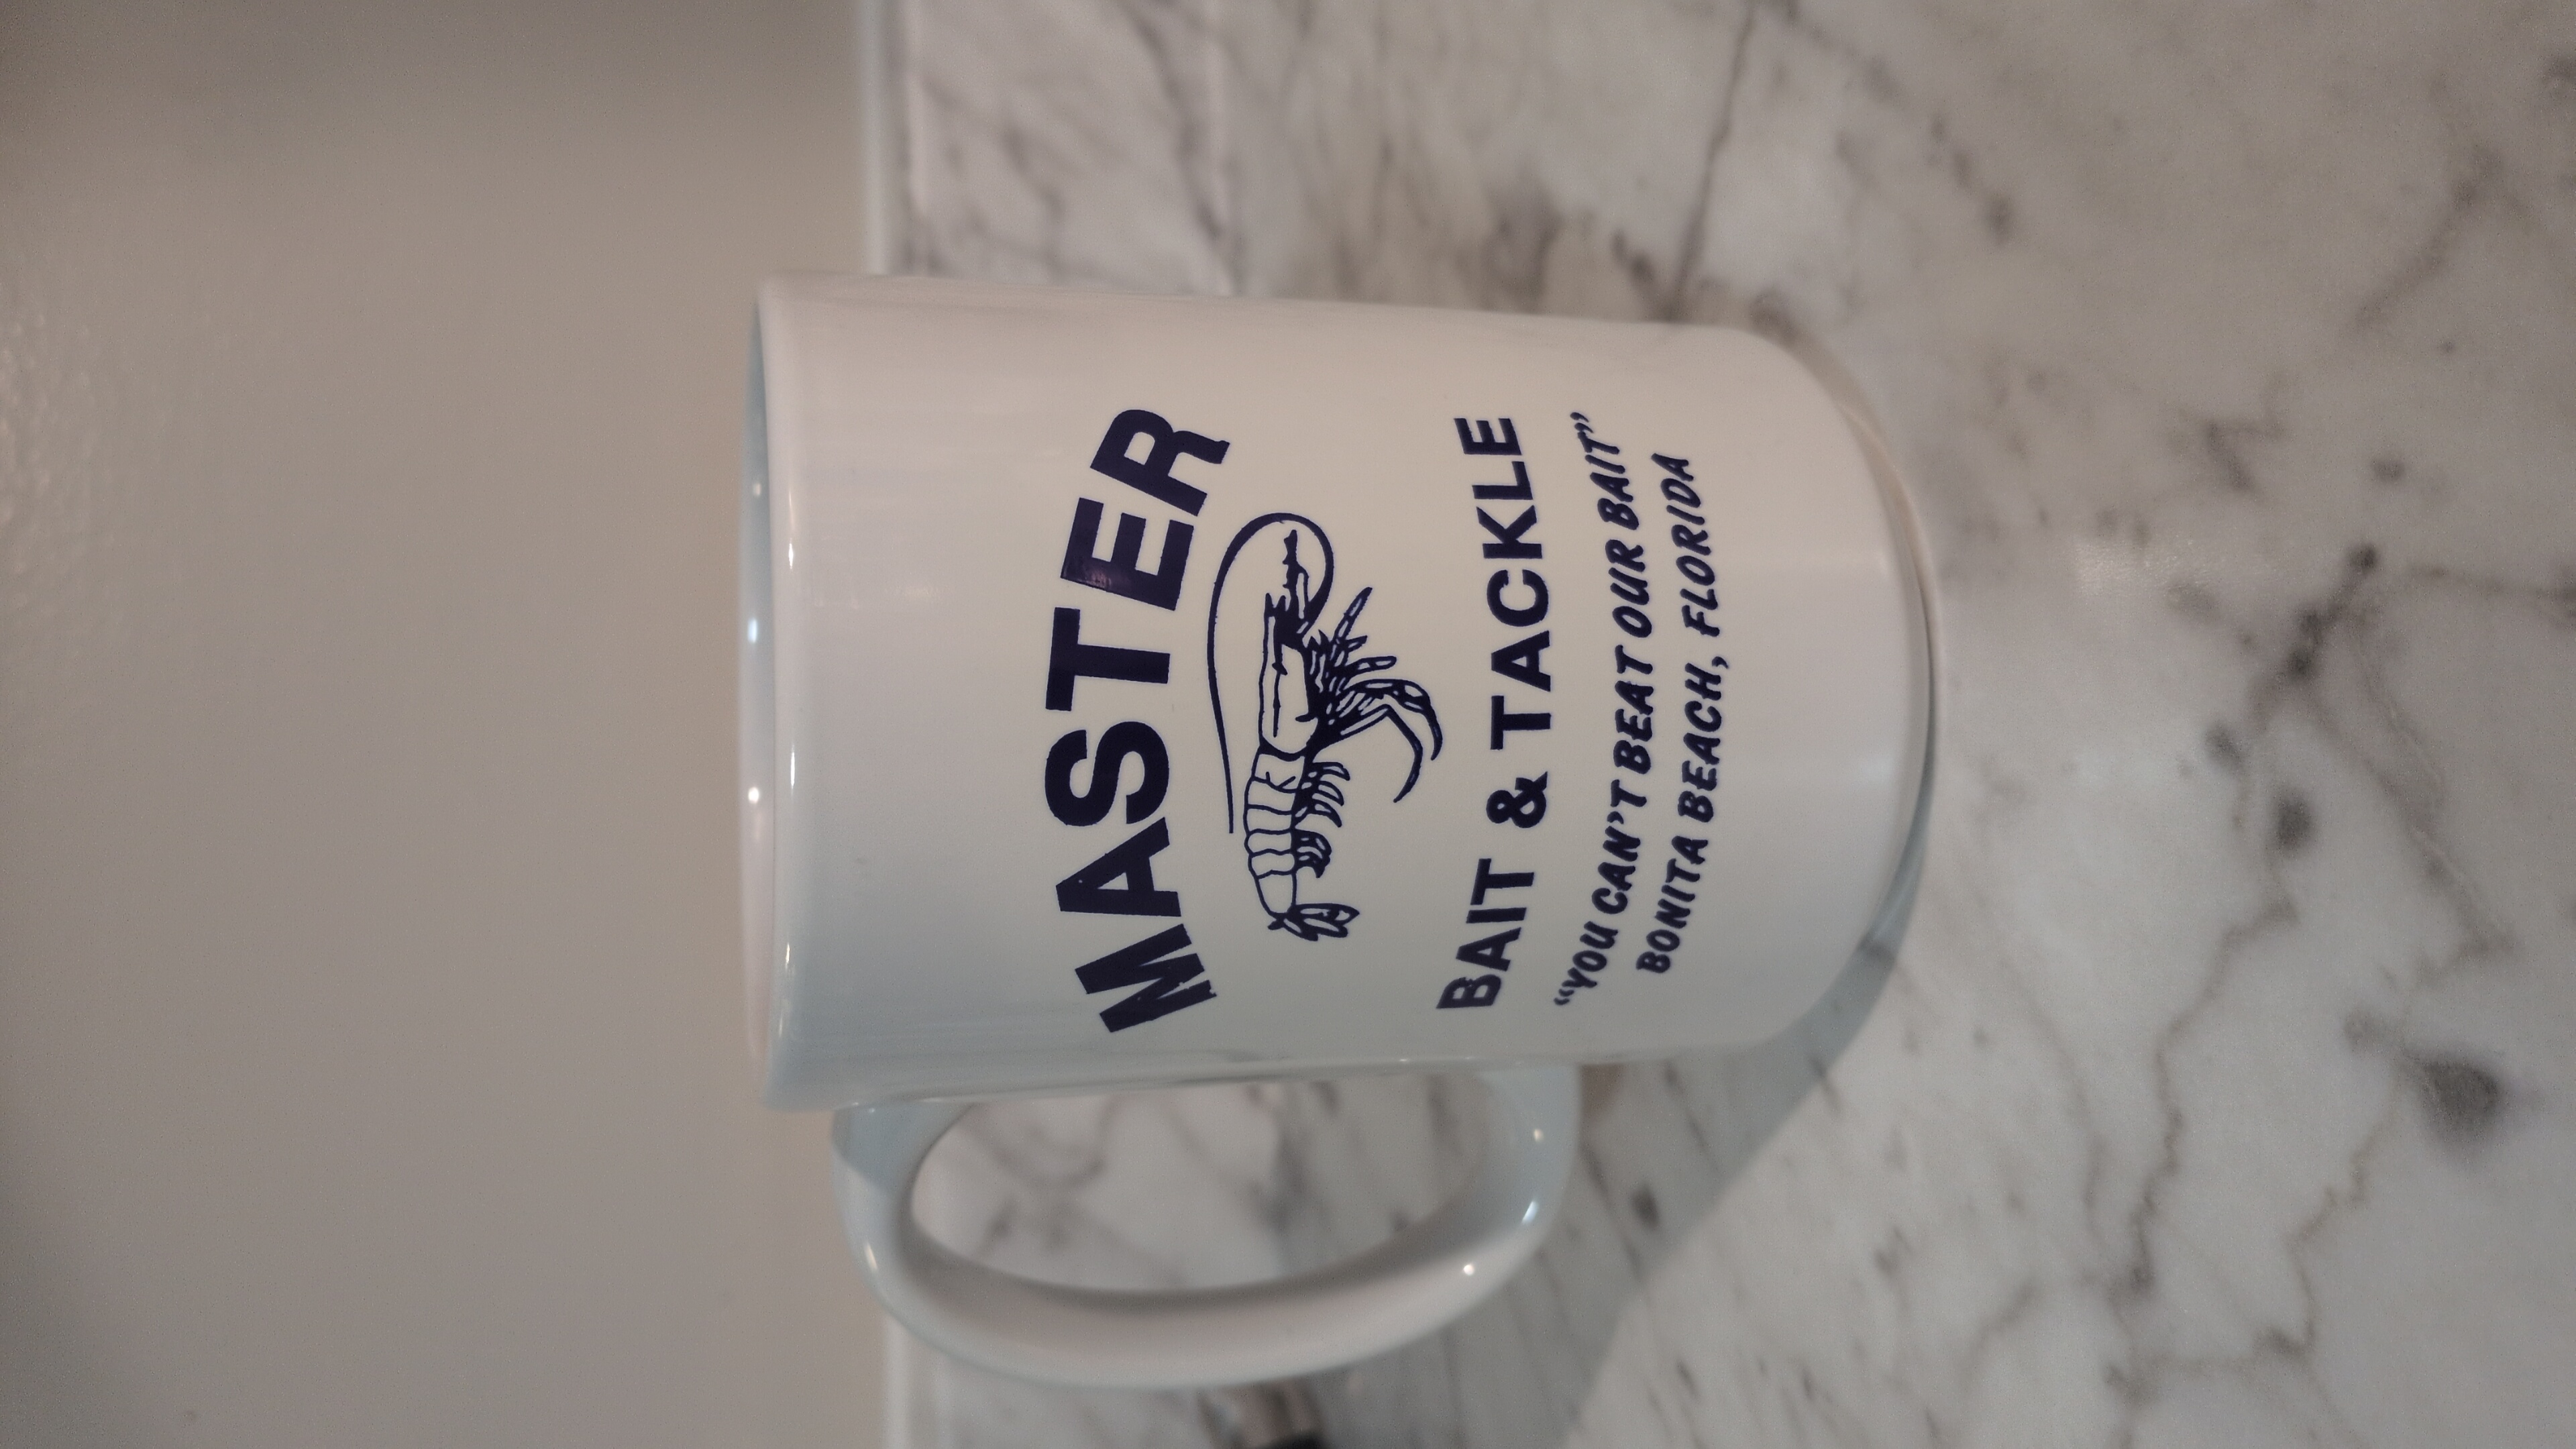 MASTER
BAIT & TACKLE
“YOU CAN’T BEAT OUR BAIT”
BONITA BEACH, FLORIDA